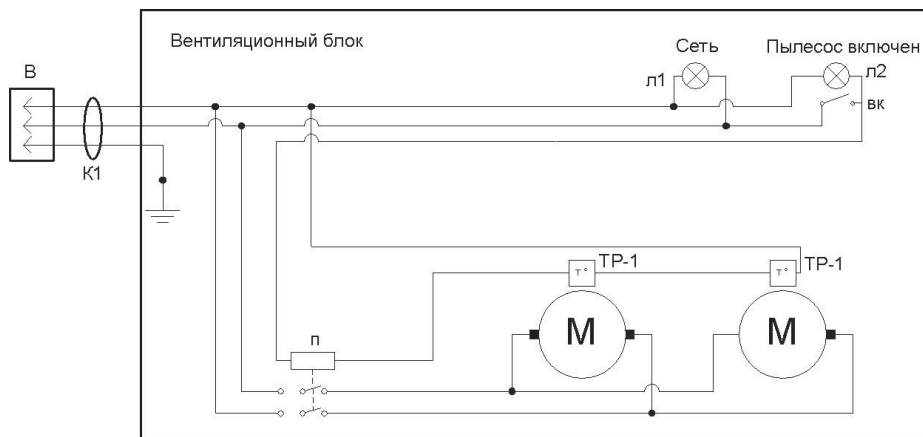 Вентиляционный блок
Сеть
Пылесос включен
В
л1
л2
вк
К1
ТР-1
ТР-1
т°
т°
М
М
п